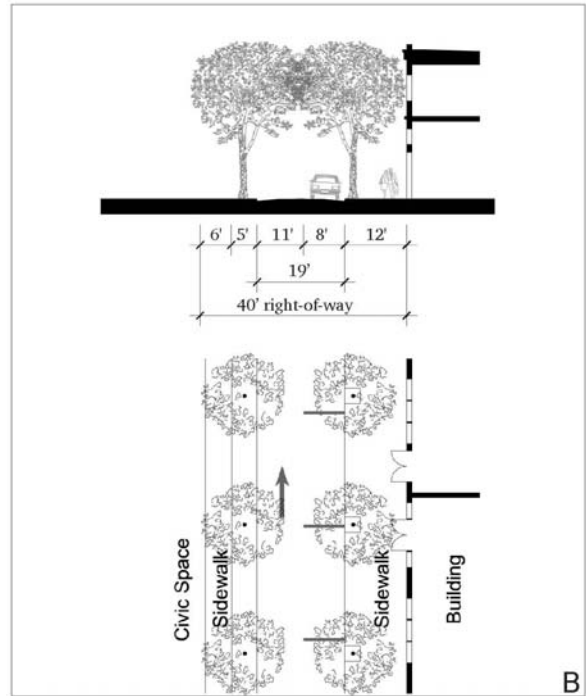 6' 5' 11' 8' 12'
19'
40' right-of-way
Civic Space
Sidewalk
Sidewalk
Building
B